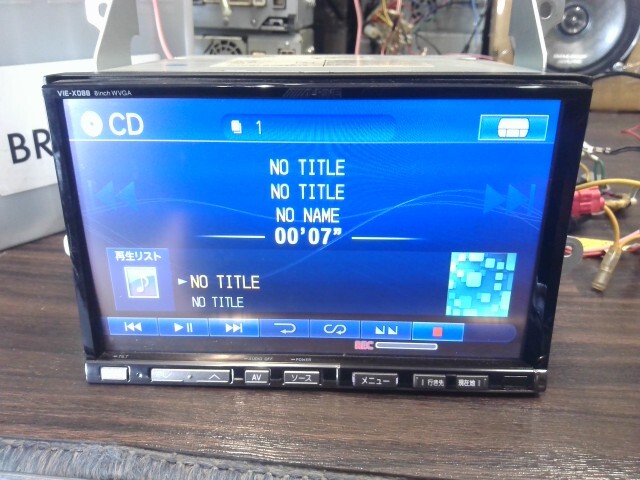 VIE-X088 8inch WVGA
CD
1
NO TITLE
NO TITLE
NO NAME
00'07"
再生リスト
►NO TITLE
NO TITLE
REC
BR
AV
ソース
メニュー
行き先
現在地